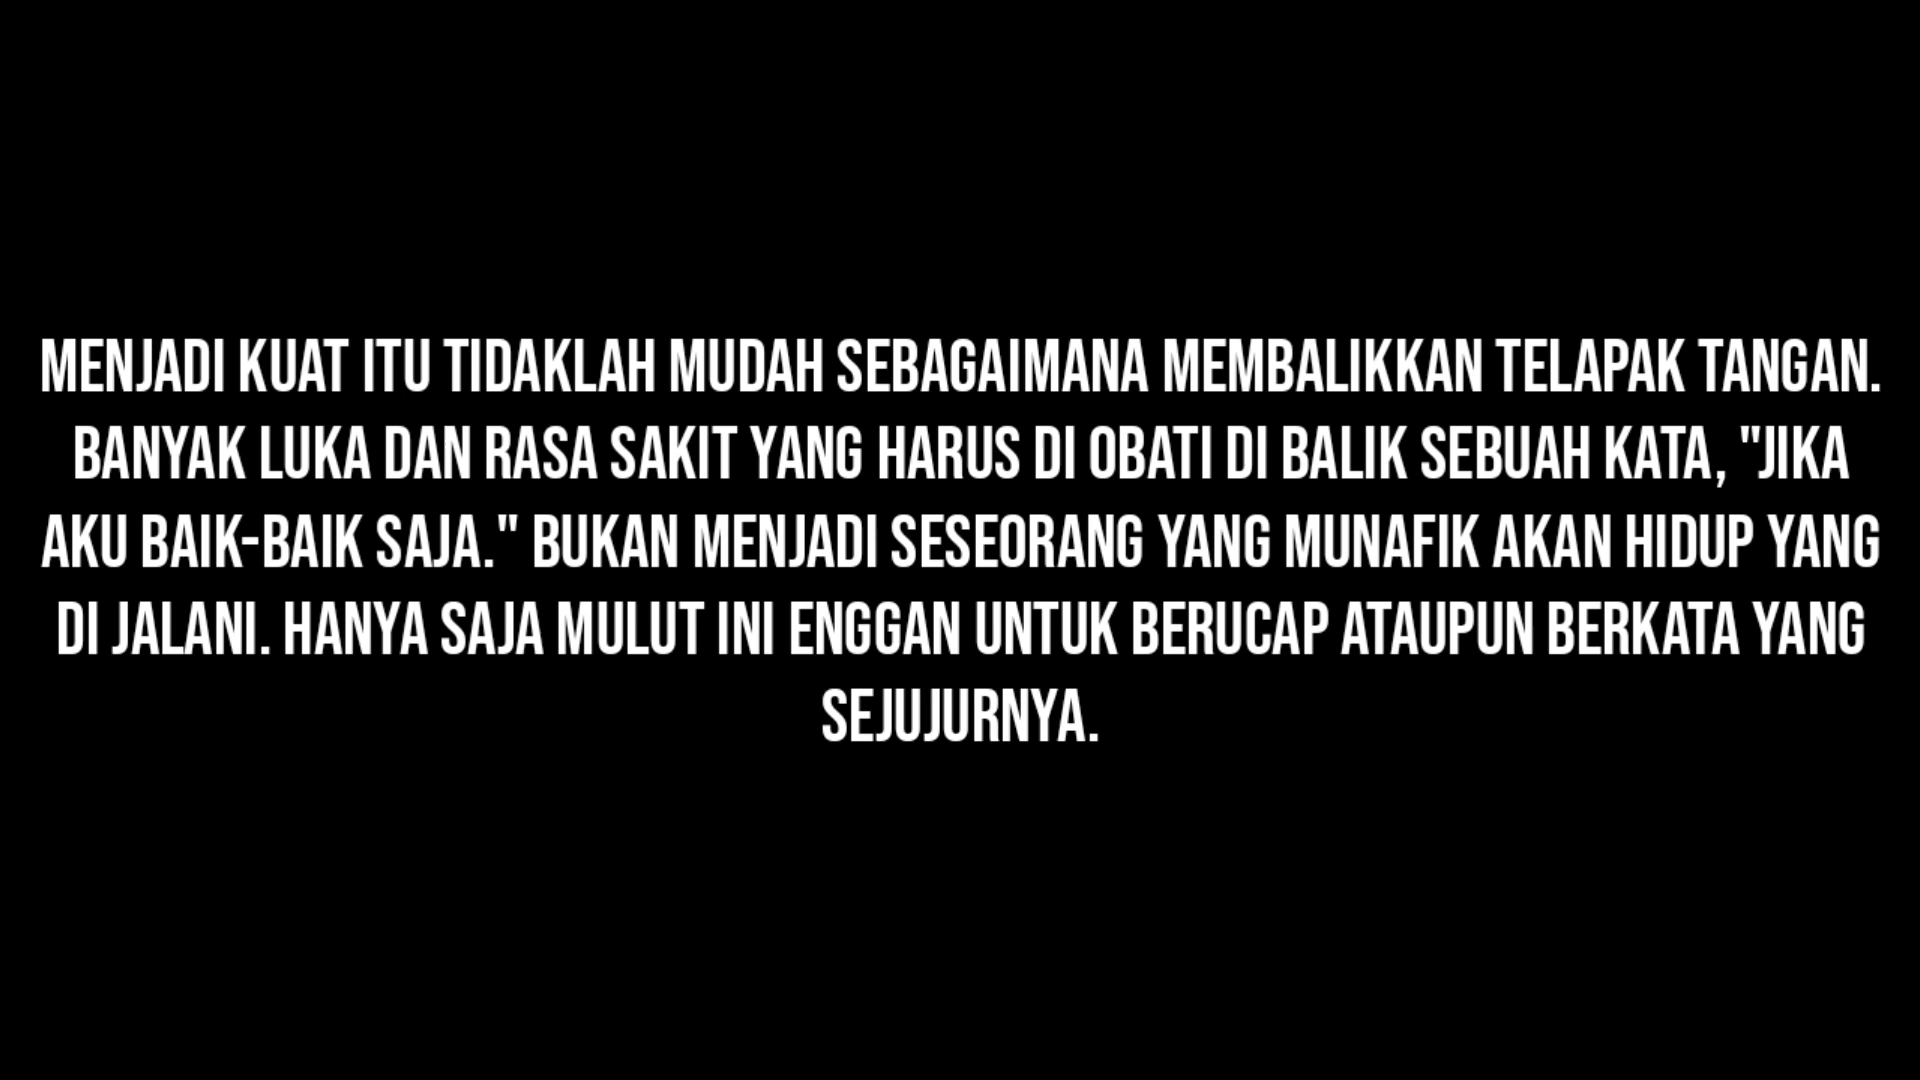 MENJADI KUAT ITU TIDAKLAH MUDAH SEBAGAIMANA MEMBALIKKAN TELAPAK TANGAN.
BANYAK LUKA DAN RASA SAKIT YANG HARUS DI OBATI DI BALIK SEBUAH KATA, "JIKA
AKU BAIK-BAIK SAJA." BUKAN MENJADI SESEORANG YANG MUNAFIK AKAN HIDUP YANG
DI JALANI. HANYA SAJA MULUT INI ENGGAN UNTUK BERUCAP ATAUPUN BERKATA YANG
SEJUJURNYA.